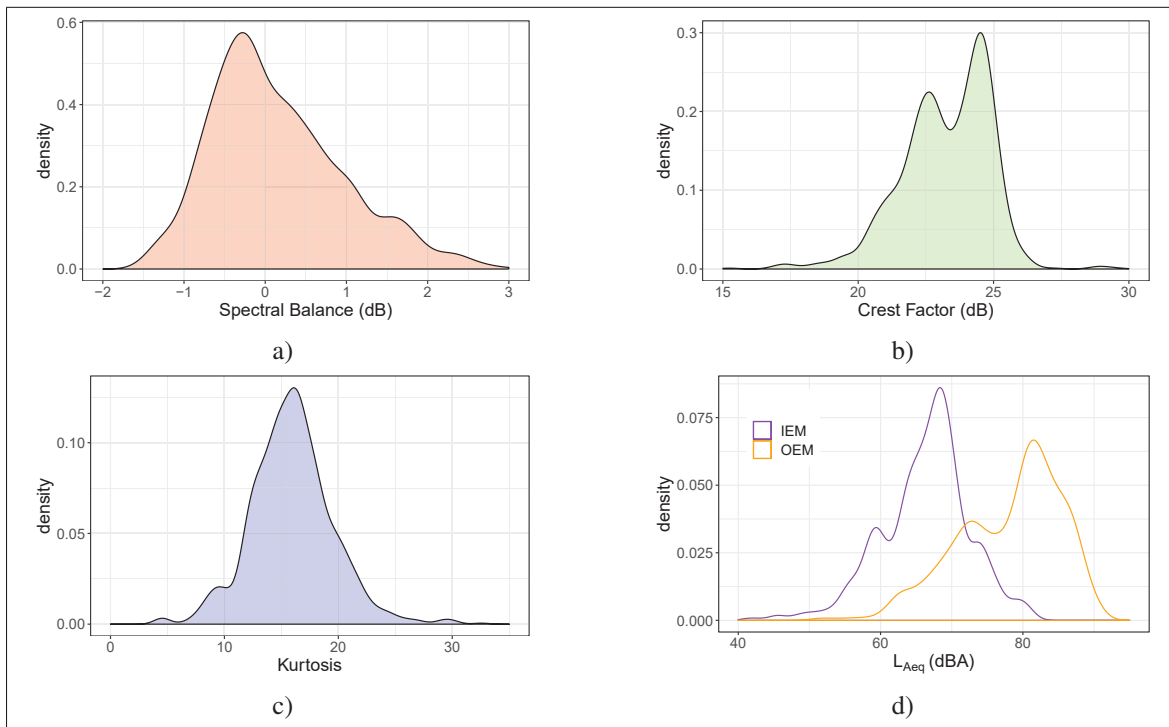 0.6
0.4
0.2
0.0
density
−2 −1 0 1 2 3
Spectral Balance (dB)
a)
0.3
0.2
0.1
0.0
density
15 20 25 30
Crest Factor (dB)
b)
0.10
0.05
0.00
density
0 10 20 30
Kurtosis
c)
0.075
0.050
0.025
0.000
density
IEM
OEM
40 60 80
LAeq (dBA)
d)